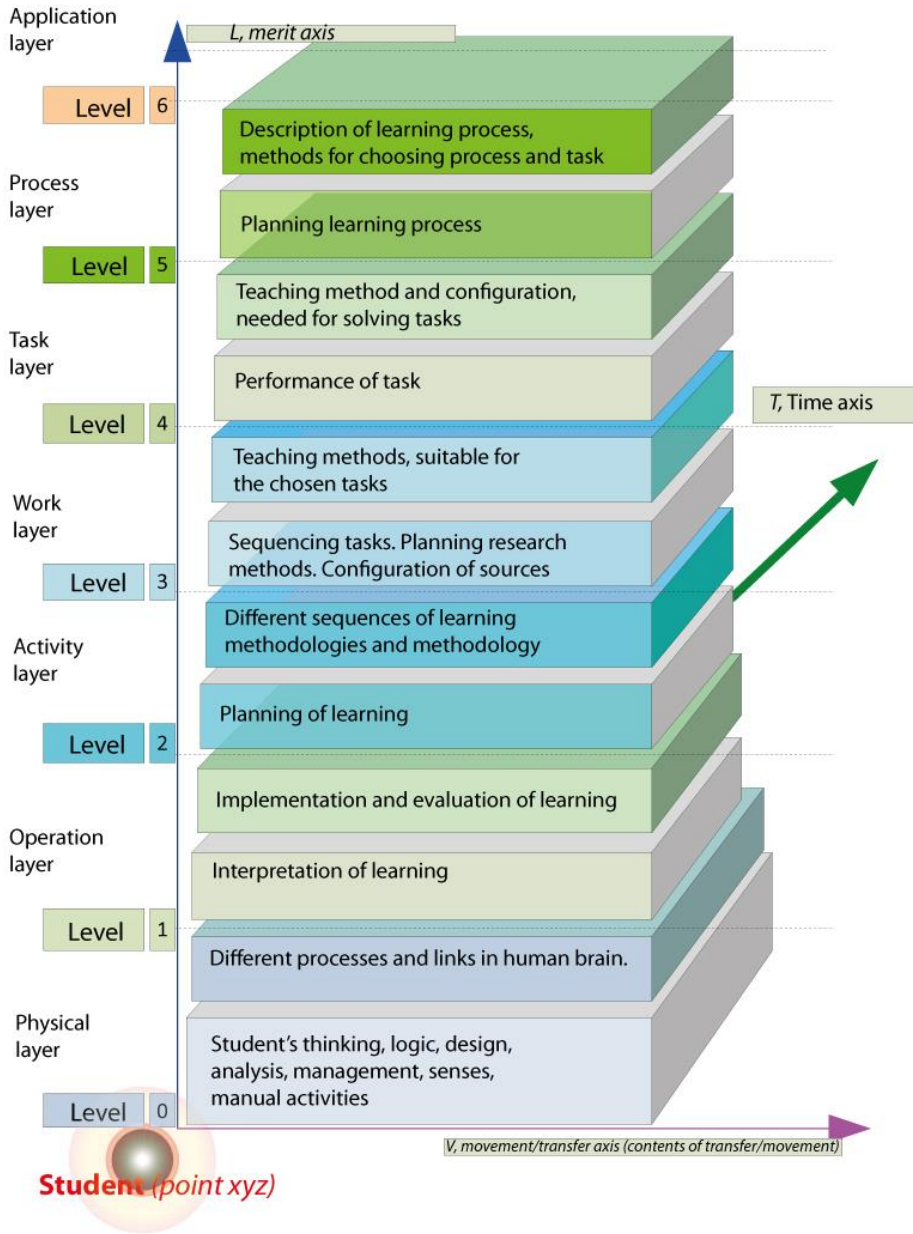 Application
layer
L, merit axis
Level 6
Description of learning process,
methods for choosing process and task
Process
layer
Planning learning process
Level 5
Teaching method and configuration,
needed for solving tasks
Task
layer
Performance of task
T, Time axis
Level 4
Teaching methods, suitable for
the chosen tasks
Work
layer
Sequencing tasks. Planning research
methods. Configuration of sources
Level 3
Different sequences of learning
methodologies and methodology
Activity
layer
Planning of learning
Level 2
Implementation and evaluation of learning
Operation
layer
Interpretation of learning
Level 1
Different processes and links in human brain.
Physical
layer
Student's thinking, logic, design,
analysis, management, senses,
manual activities
Level 0
V, movement/transfer axis (contents of transfer/movement)
Student (point xyz)